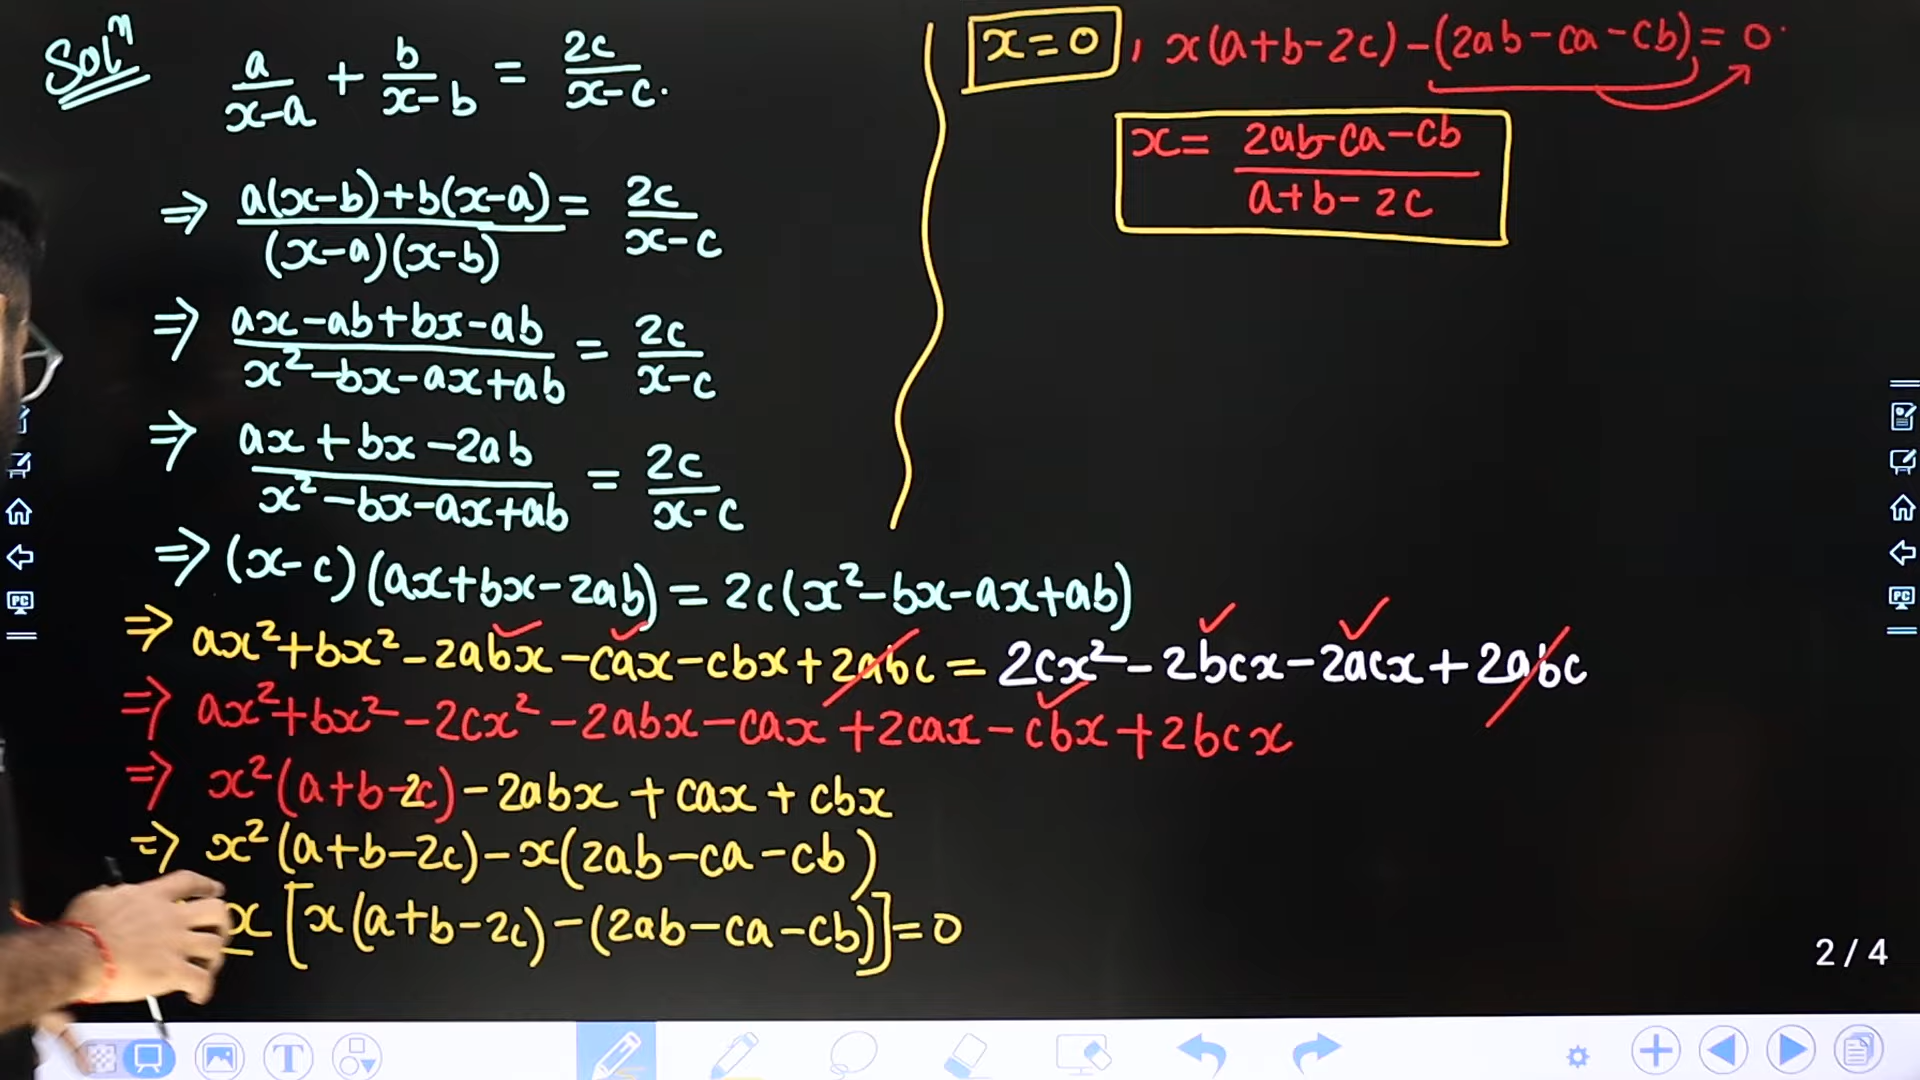 Solⁿ
a/(x-a) + b/(x-b) = 2c/(x-c).
⇒ (a(x-b)+b(x-a))/((x-a)(x-b)) = 2c/(x-c)
⇒ (ax-ab+bx-ab)/(x²-bx-ax+ab) = 2c/(x-c)
⇒ (ax+bx-2ab)/(x²-bx-ax+ab) = 2c/(x-c)
⇒ (x-c)(ax+bx-2ab) = 2c(x²-bx-ax+ab)
⇒ ax²+bx²-2abx-cax-cbx+2abc = 2cx²-2bcx-2acx+2abc
⇒ ax²+bx²-2cx²-2abx-cax+2cax-cbx+2bcx
⇒ x²(a+b-2c)-2abx+cax+cbx
⇒ x²(a+b-2c)-x(2ab-ca-cb)
x[x(a+b-2c)-(2ab-ca-cb)]=0
x=0, x(a+b-2c)-(2ab-ca-cb)=0.
x= (2ab-ca-cb)/(a+b-2c)
2 / 4
PC
PC
T